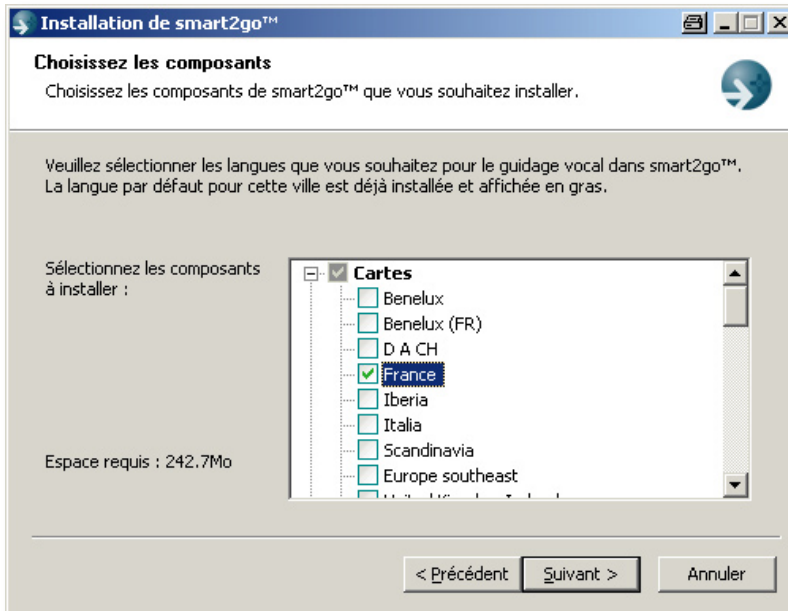 Installation de smart2go™
Choisissez les composants
Choisissez les composants de smart2go™ que vous souhaitez installer.
Veuillez sélectionner les langues que vous souhaitez pour le guidage vocal dans smart2go™.
La langue par défaut pour cette ville est déjà installée et affichée en gras.
Sélectionnez les composants
à installer :
Cartes
Benelux
Benelux (FR)
D A CH
France
Iberia
Italia
Scandinavia
Europe southeast
Espace requis : 242.7Mo
< Précédent
Suivant >
Annuler